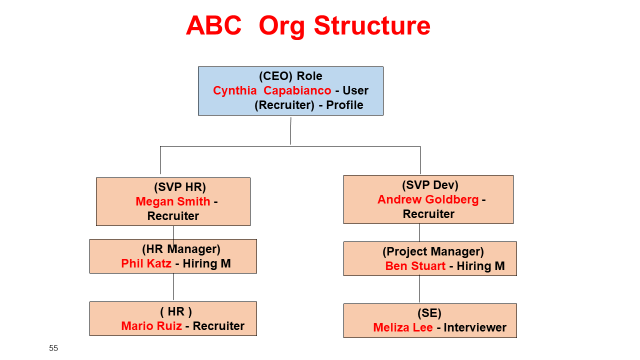 ABC Org Structure
(CEO) Role
Cynthia Capabianco - User
(Recruiter) - Profile
(SVP HR)
Megan Smith -
Recruiter
(SVP Dev)
Andrew Goldberg -
Recruiter
(HR Manager)
Phil Katz - Hiring M
(Project Manager)
Ben Stuart - Hiring M
( HR )
Mario Ruiz - Recruiter
(SE)
Meliza Lee - Interviewer
55